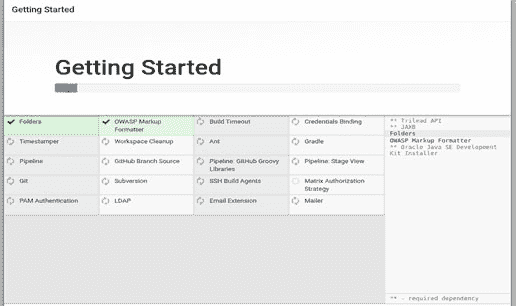 Getting Started
Getting Started
Folders
OWASP Markup
Formatter
Build Timeout
Credentials Binding
Timestamper
Workspace Cleanup
Ant
Gradle
Pipeline
GitHub Branch Source
Pipeline: GitHub Groovy
Libraries
Pipeline: Stage View
Git
Subversion
SSH Build Agents
Matrix Authorization
Strategy
PAM Authentication
LDAP
Email Extension
Mailer
** Trilead API
** JAXB
Folders
OWASP Markup Formatter
** Oracle Java SE Development
Kit Installer
** - required dependency